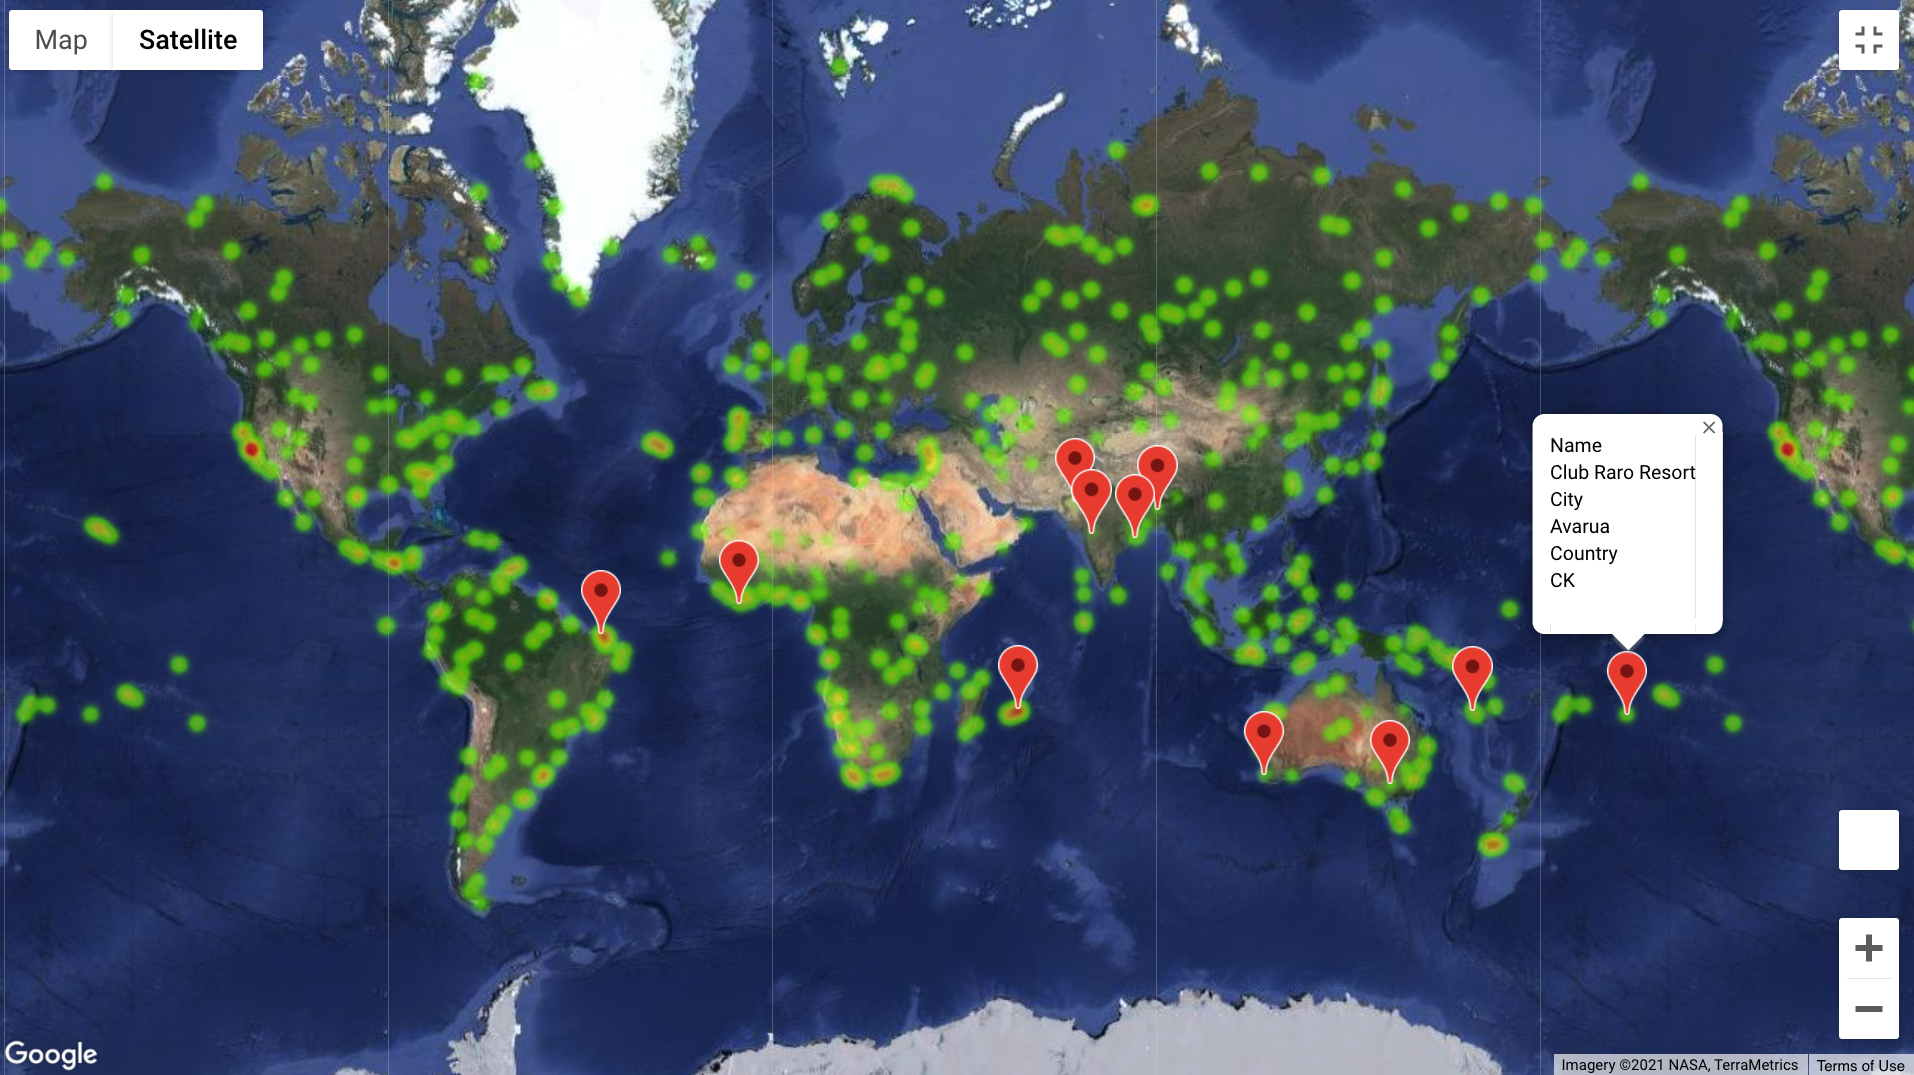 Map
Satellite
Name
Club Raro Resort
City
Avarua
Country
CK
Google
Imagery ©2021 NASA, TerraMetrics
Terms of Use